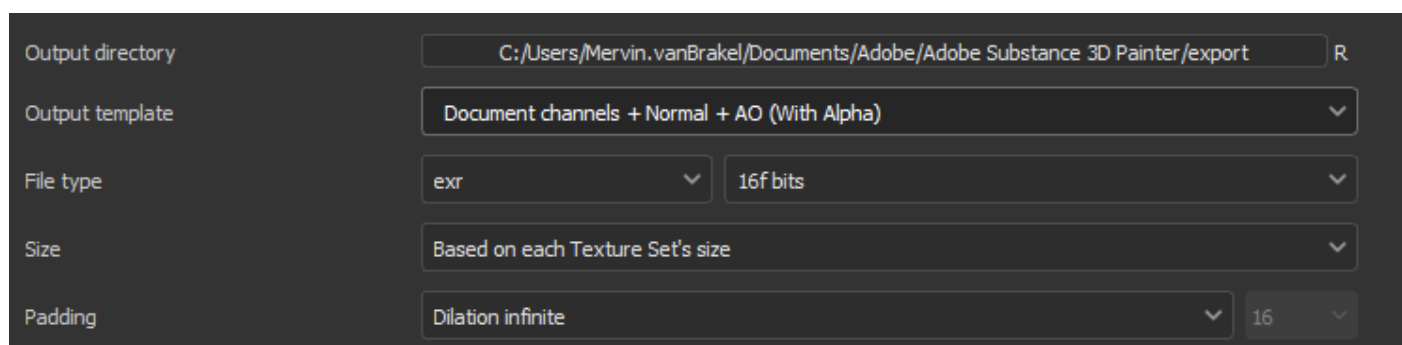 Output directory C:/Users/Mervin.vanBrakel/Documents/Adobe/Adobe Substance 3D Painter/export R
Output template Document channels + Normal + AO (With Alpha)
File type exr 16f bits
Size Based on each Texture Set's size
Padding Dilation infinite 16